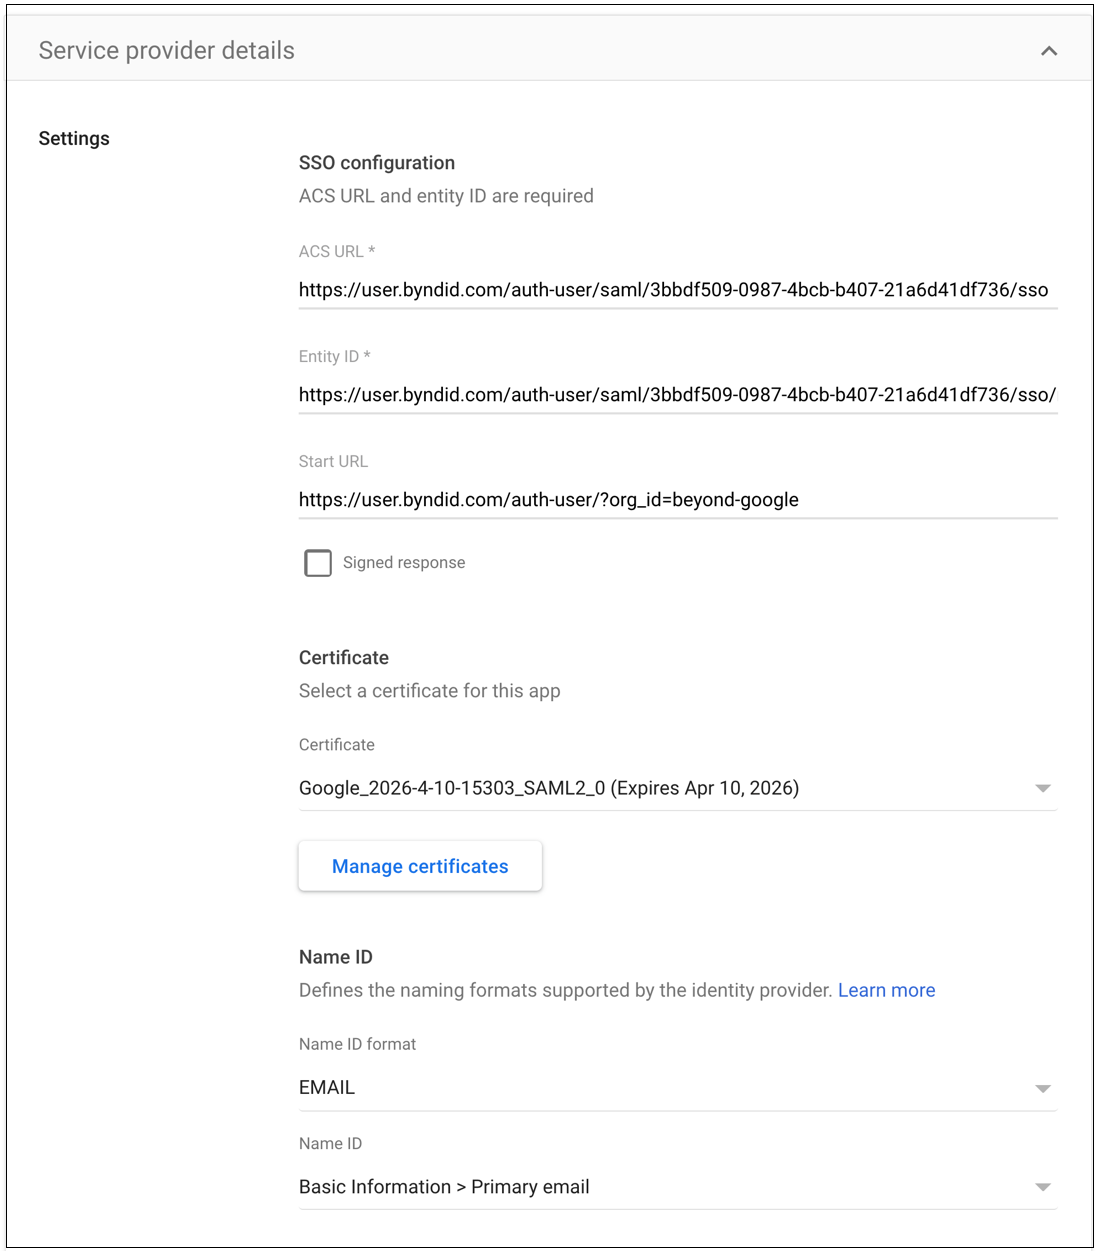 Service provider details
Settings
SSO configuration
ACS URL and entity ID are required
ACS URL *
https://user.byndid.com/auth-user/saml/3bbdf509-0987-4bcb-b407-21a6d41df736/sso
Entity ID *
https://user.byndid.com/auth-user/saml/3bbdf509-0987-4bcb-b407-21a6d41df736/sso/
Start URL
https://user.byndid.com/auth-user/?org_id=beyond-google
Signed response
Certificate
Select a certificate for this app
Certificate
Google_2026-4-10-15303_SAML2_0 (Expires Apr 10, 2026)
Manage certificates
Name ID
Defines the naming formats supported by the identity provider. Learn more
Name ID format
EMAIL
Name ID
Basic Information > Primary email